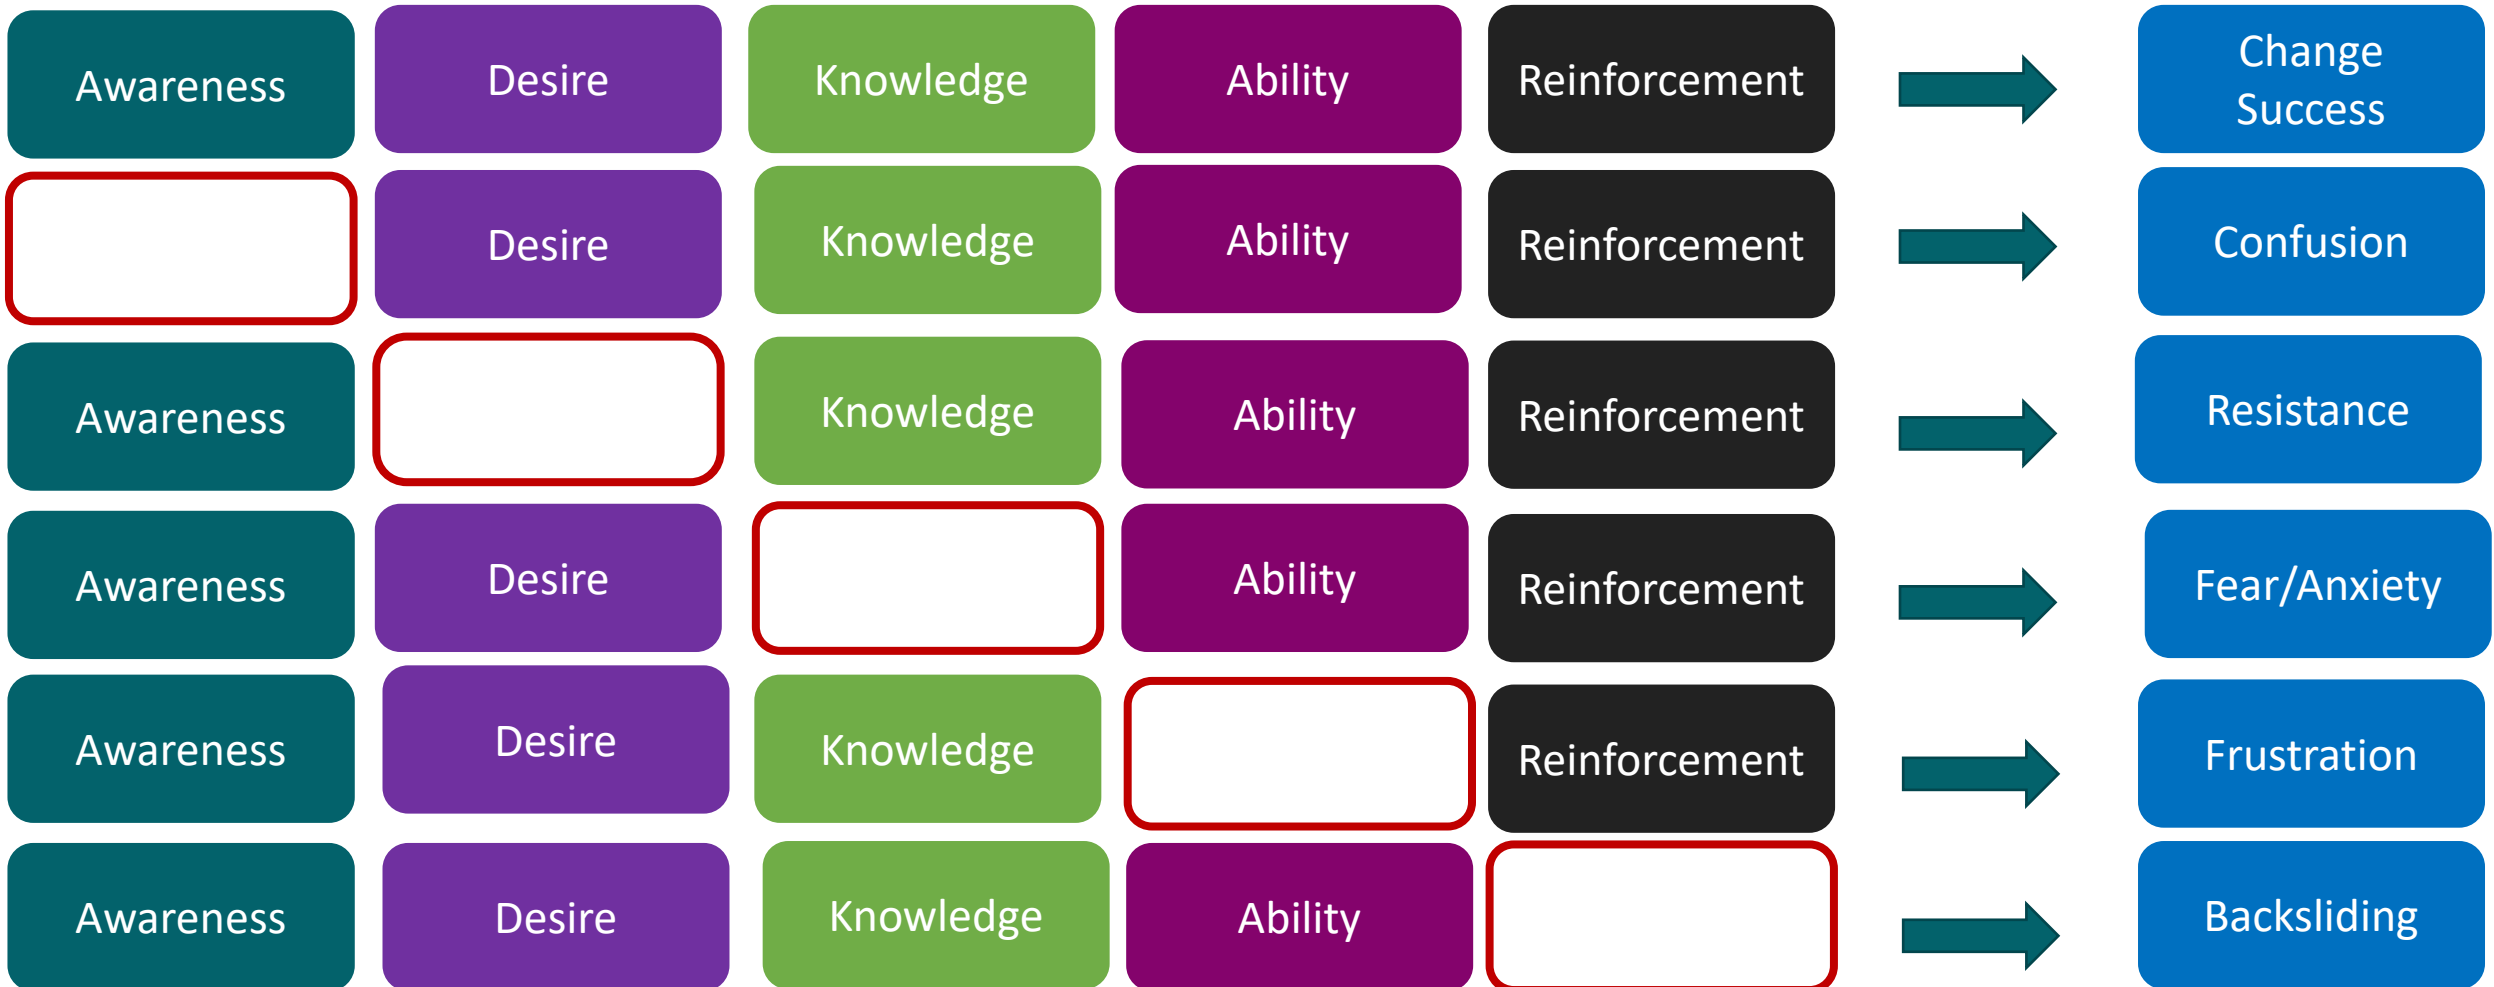 Awareness Desire Knowledge Ability Reinforcement Change
Success
Desire Knowledge Ability Reinforcement Confusion
Awareness Knowledge Ability Reinforcement Resistance
Awareness Desire Ability Reinforcement Fear/Anxiety
Awareness Desire Knowledge Reinforcement Frustration
Awareness Desire Knowledge Ability Backsliding